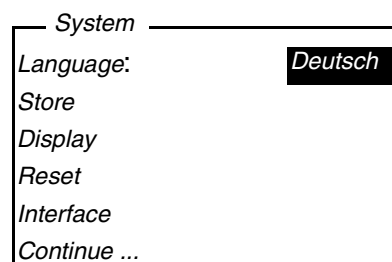 System
Language: Deutsch
Store
Display
Reset
Interface
Continue ...